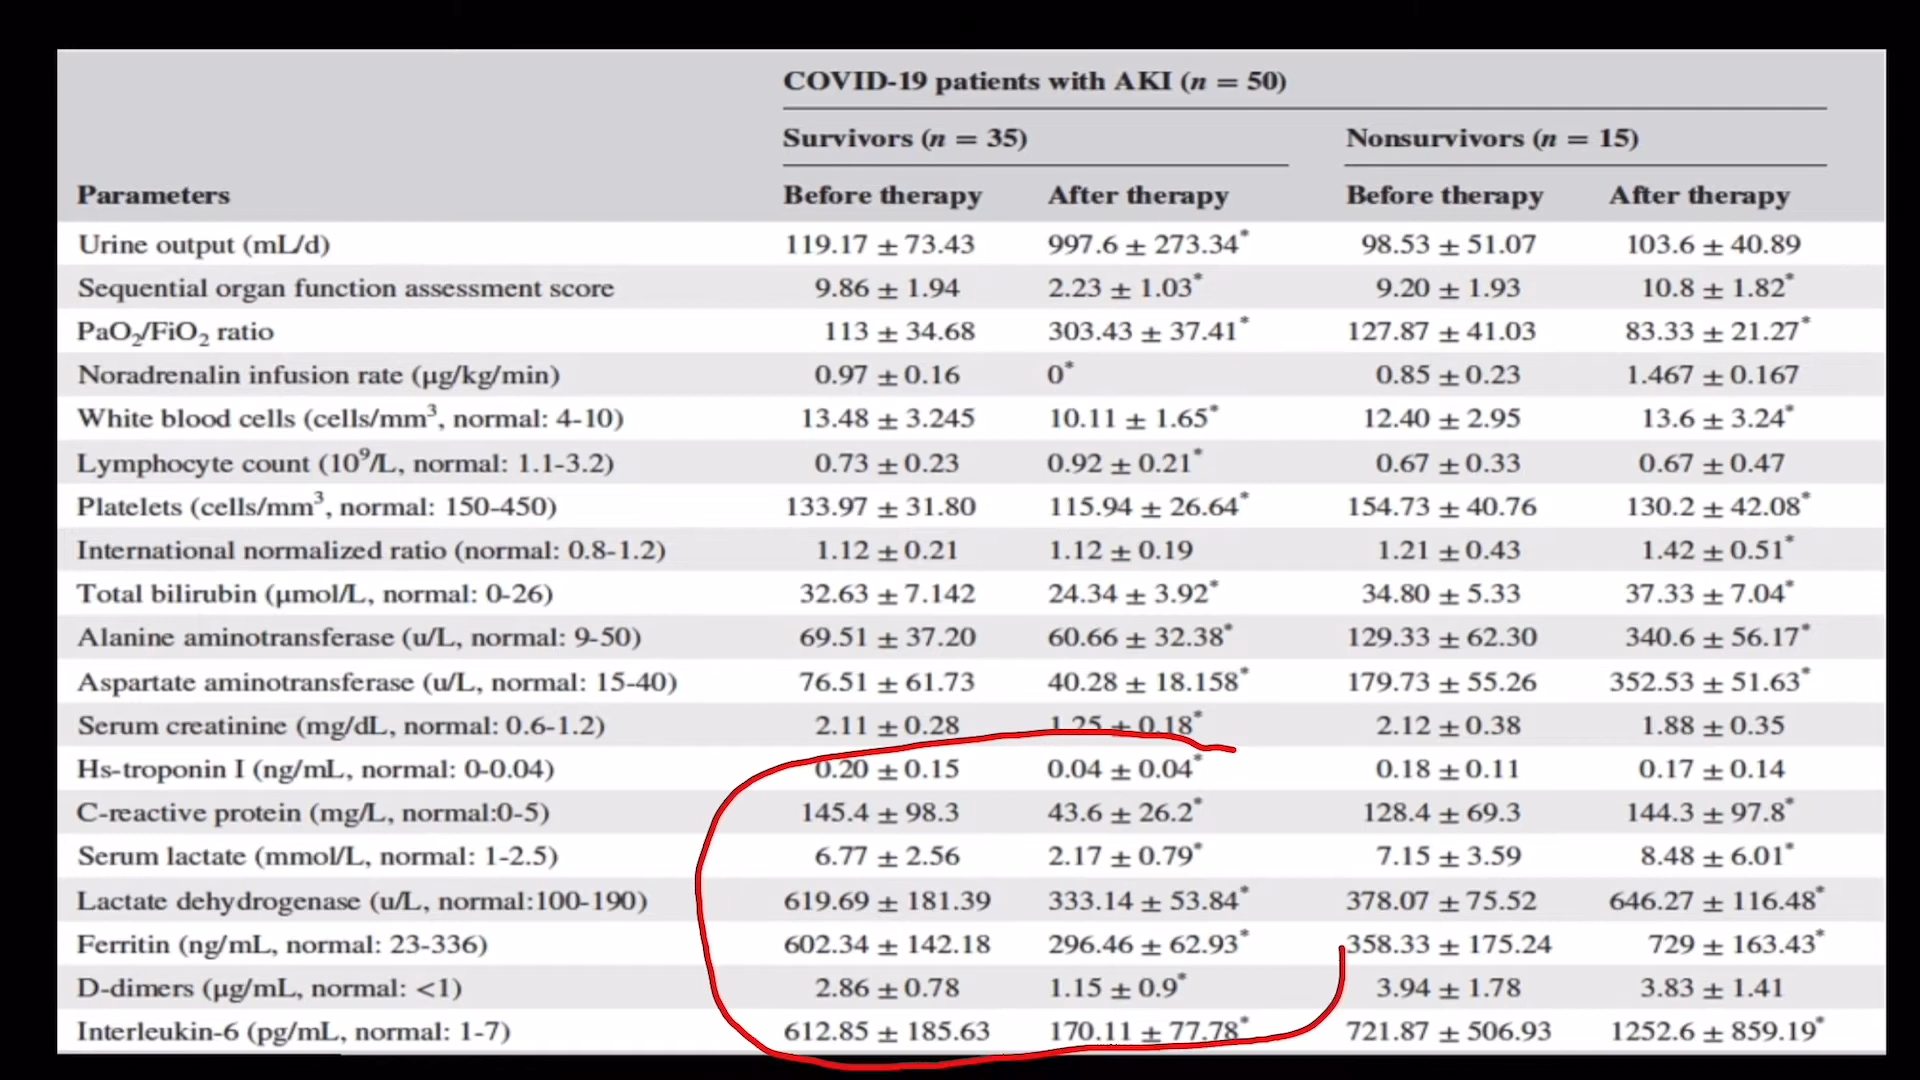 COVID-19 patients with AKI (n = 50)
Survivors (n = 35) Nonsurvivors (n = 15)
Parameters Before therapy After therapy Before therapy After therapy
Urine output (mL/d) 119.17 ± 73.43 997.6 ± 273.34* 98.53 ± 51.07 103.6 ± 40.89
Sequential organ function assessment score 9.86 ± 1.94 2.23 ± 1.03* 9.20 ± 1.93 10.8 ± 1.82*
PaO₂/FiO₂ ratio 113 ± 34.68 303.43 ± 37.41* 127.87 ± 41.03 83.33 ± 21.27*
Noradrenalin infusion rate (μg/kg/min) 0.97 ± 0.16 0* 0.85 ± 0.23 1.467 ± 0.167
White blood cells (cells/mm³, normal: 4-10) 13.48 ± 3.245 10.11 ± 1.65* 12.40 ± 2.95 13.6 ± 3.24*
Lymphocyte count (10⁹/L, normal: 1.1-3.2) 0.73 ± 0.23 0.92 ± 0.21* 0.67 ± 0.33 0.67 ± 0.47
Platelets (cells/mm³, normal: 150-450) 133.97 ± 31.80 115.94 ± 26.64* 154.73 ± 40.76 130.2 ± 42.08*
International normalized ratio (normal: 0.8-1.2) 1.12 ± 0.21 1.12 ± 0.19 1.21 ± 0.43 1.42 ± 0.51*
Total bilirubin (μmol/L, normal: 0-26) 32.63 ± 7.142 24.34 ± 3.92* 34.80 ± 5.33 37.33 ± 7.04*
Alanine aminotransferase (u/L, normal: 9-50) 69.51 ± 37.20 60.66 ± 32.38* 129.33 ± 62.30 340.6 ± 56.17*
Aspartate aminotransferase (u/L, normal: 15-40) 76.51 ± 61.73 40.28 ± 18.158* 179.73 ± 55.26 352.53 ± 51.63*
Serum creatinine (mg/dL, normal: 0.6-1.2) 2.11 ± 0.28 1.25 ± 0.18* 2.12 ± 0.38 1.88 ± 0.35
Hs-troponin I (ng/mL, normal: 0-0.04) 0.20 ± 0.15 0.04 ± 0.04* 0.18 ± 0.11 0.17 ± 0.14
C-reactive protein (mg/L, normal:0-5) 145.4 ± 98.3 43.6 ± 26.2* 128.4 ± 69.3 144.3 ± 97.8*
Serum lactate (mmol/L, normal: 1-2.5) 6.77 ± 2.56 2.17 ± 0.79* 7.15 ± 3.59 8.48 ± 6.01*
Lactate dehydrogenase (u/L, normal:100-190) 619.69 ± 181.39 333.14 ± 53.84* 378.07 ± 75.52 646.27 ± 116.48*
Ferritin (ng/mL, normal: 23-336) 602.34 ± 142.18 296.46 ± 62.93* 358.33 ± 175.24 729 ± 163.43*
D-dimers (μg/mL, normal: <1) 2.86 ± 0.78 1.15 ± 0.9* 3.94 ± 1.78 3.83 ± 1.41
Interleukin-6 (pg/mL, normal: 1-7) 612.85 ± 185.63 170.11 ± 77.78* 721.87 ± 506.93 1252.6 ± 859.19*